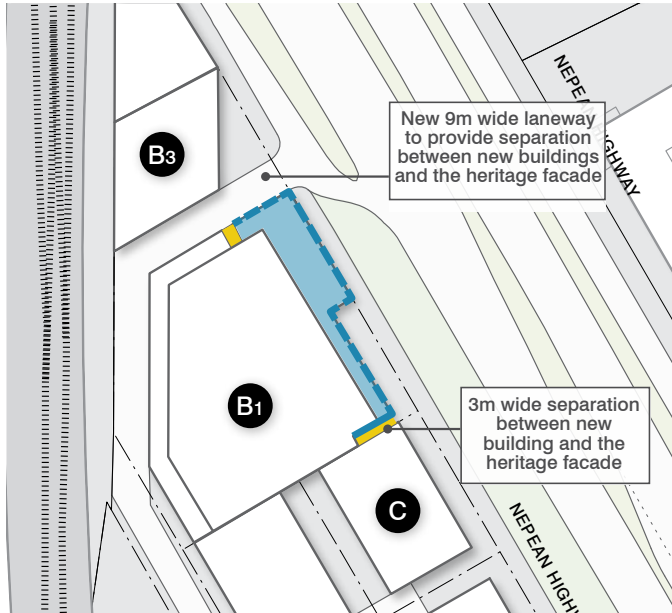 NEPEAN HIGHWAY
New 9m wide laneway
to provide separation
between new buildings
and the heritage facade
B3
B1
3m wide separation
between new
building and the
heritage facade
C
NEPEAN HIGH